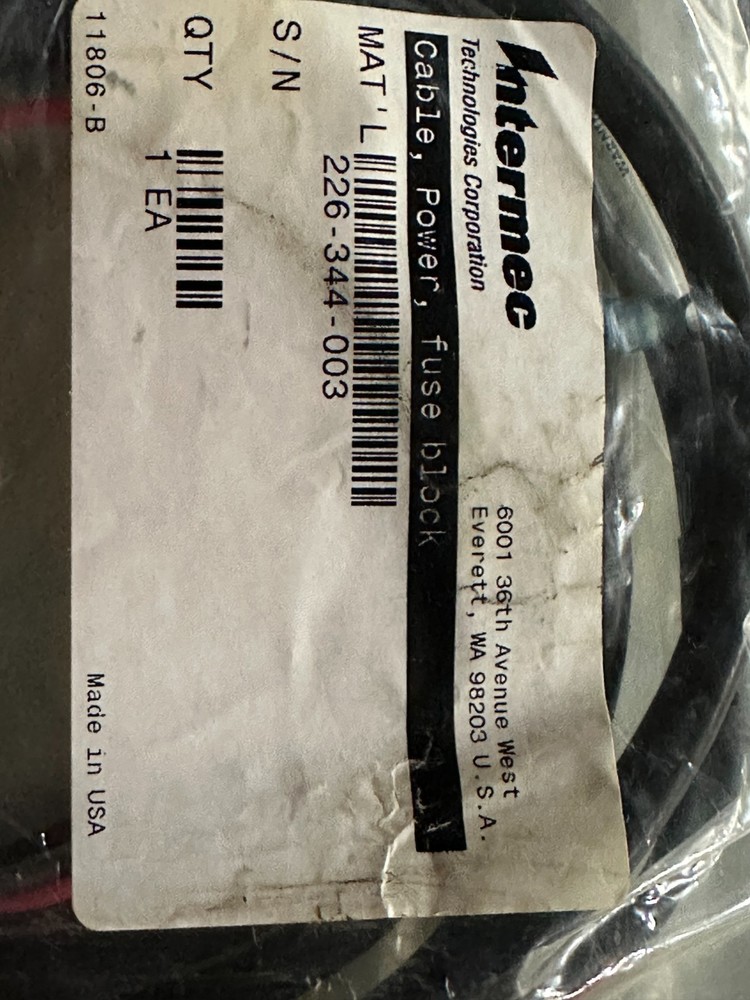 Intermec
Technologies Corporation
6001 36th Avenue West
Everett, WA 98203 U.S.A.
Cable, Power, fuse block
MAT'L
226-344-003
S/N
QTY
1 EA
11806-B
Made in USA